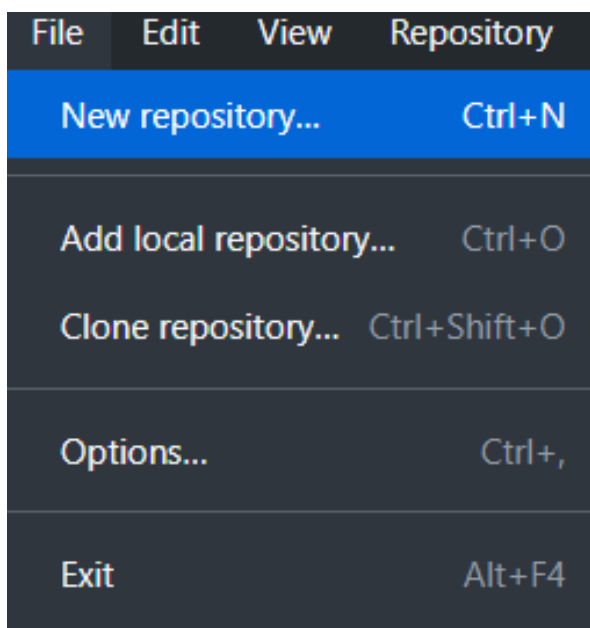 File Edit View Repository
New repository... Ctrl+N
Add local repository... Ctrl+O
Clone repository... Ctrl+Shift+O
Options... Ctrl+,
Exit Alt+F4